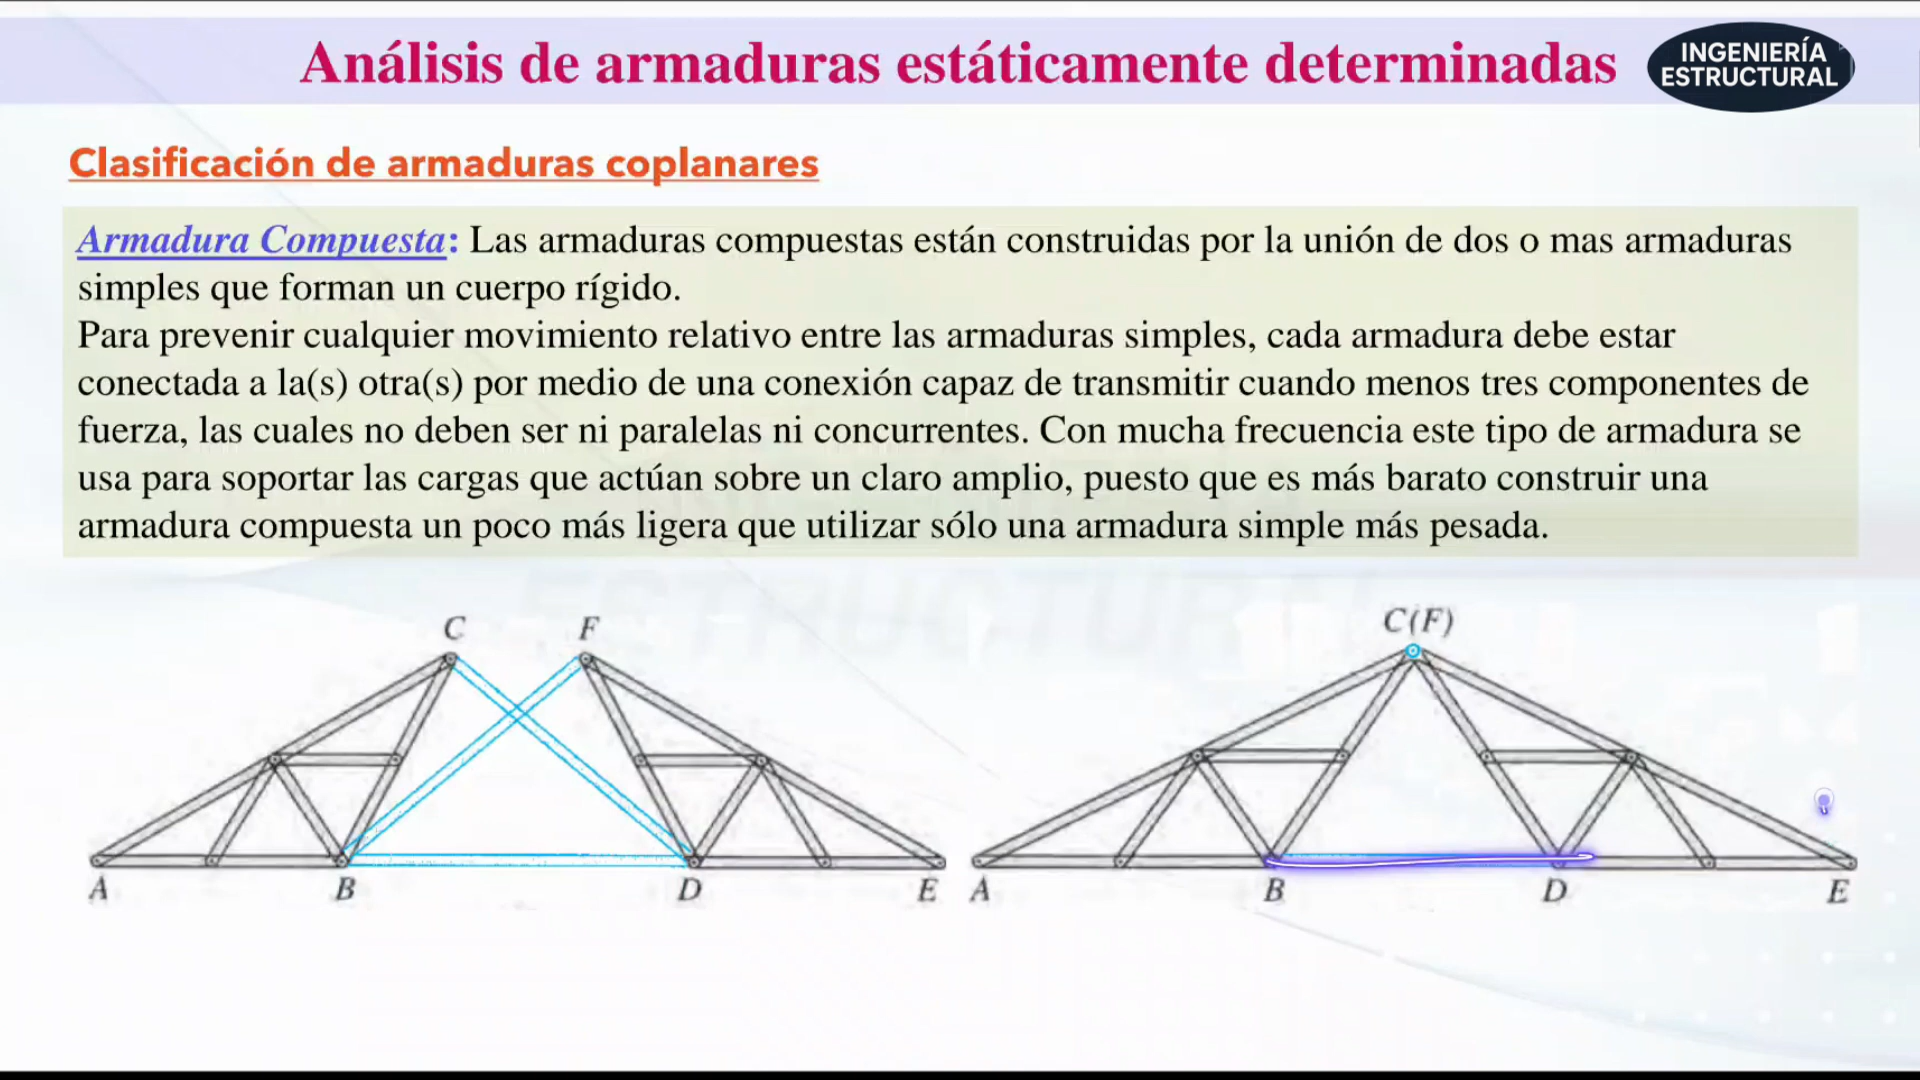 Análisis de armaduras estáticamente determinadas
INGENIERÍA
ESTRUCTURAL
Clasificación de armaduras coplanares
Armadura Compuesta: Las armaduras compuestas están construidas por la unión de dos o mas armaduras
simples que forman un cuerpo rígido.
Para prevenir cualquier movimiento relativo entre las armaduras simples, cada armadura debe estar
conectada a la(s) otra(s) por medio de una conexión capaz de transmitir cuando menos tres componentes de
fuerza, las cuales no deben ser ni paralelas ni concurrentes. Con mucha frecuencia este tipo de armadura se
usa para soportar las cargas que actúan sobre un claro amplio, puesto que es más barato construir una
armadura compuesta un poco más ligera que utilizar sólo una armadura simple más pesada.
ESTRUCTURAL
C F
C(F)
A B D E
A B D E